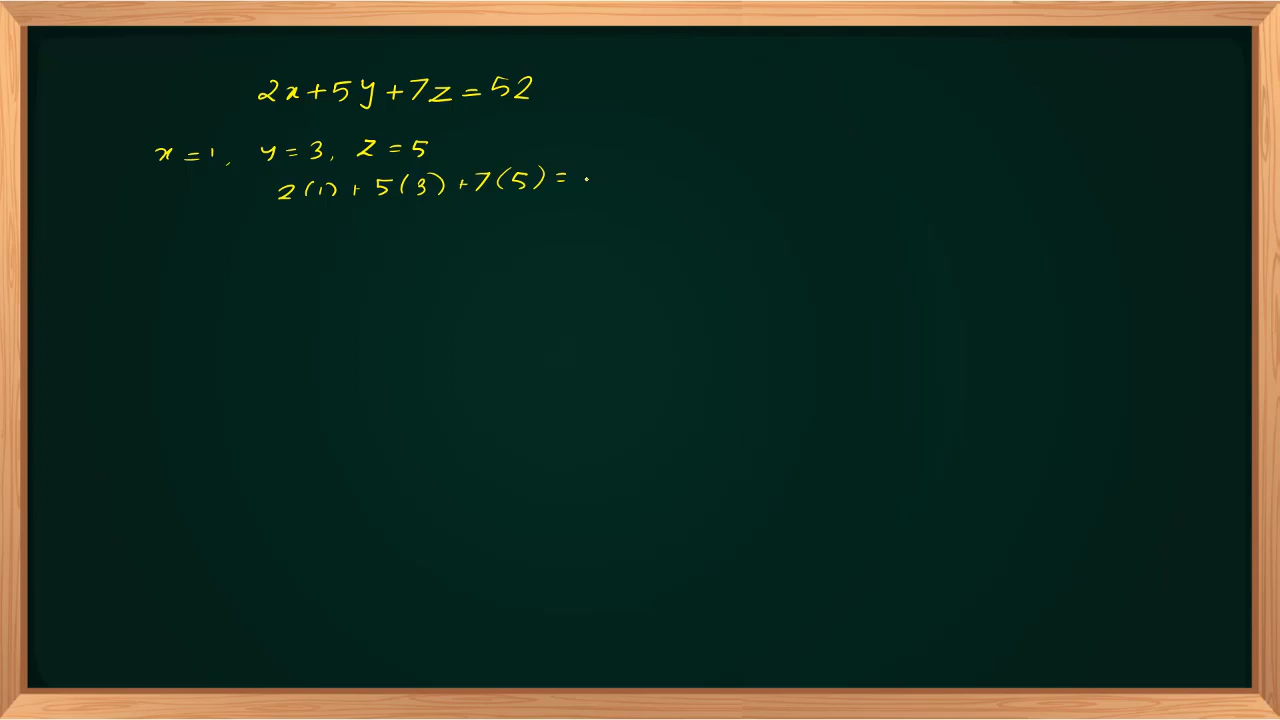 2x+5y+7z=52
x=1, y=3, z=5
2(1)+5(3)+7(5)=